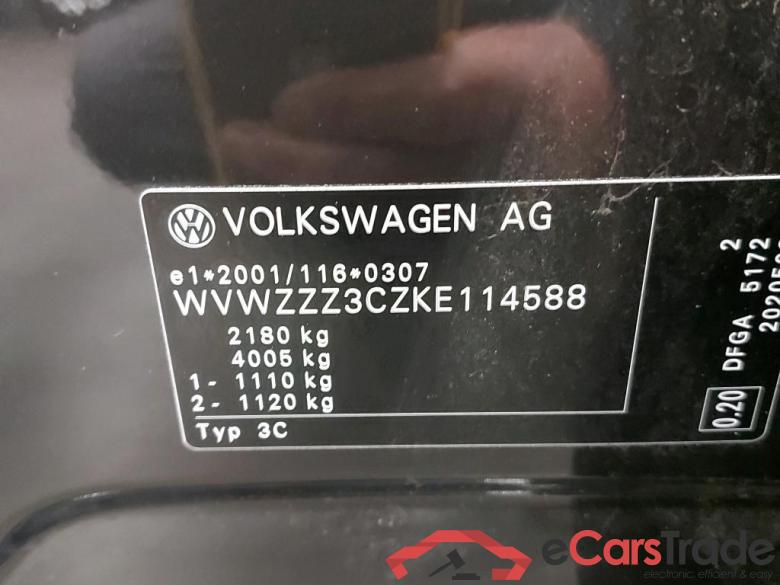 VOLKSWAGEN AG
e1*2001/116*0307
WVWZZZ3CZKE114588
2180 kg
4005 kg
1- 1110 kg
2- 1120 kg
Typ 3C
0.20
DFGA 5172
2
eCarsTrade
electronic, efficient & easy